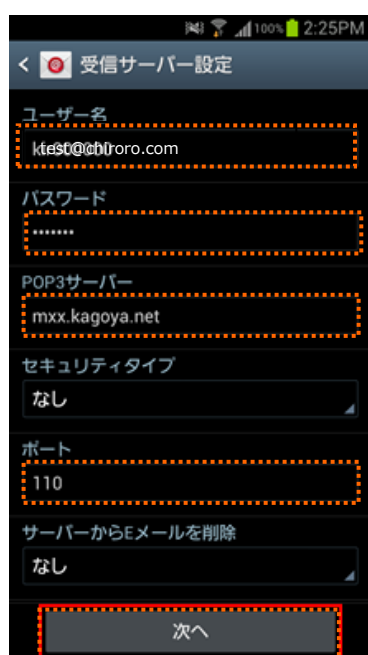 100% 2:25PM
< 受信サーバー設定
ユーザー名
test@chiroro.com
パスワード
•••••••
POP3サーバー
mxx.kagoya.net
セキュリティタイプ
なし
ポート
110
サーバーからEメールを削除
なし
次へ